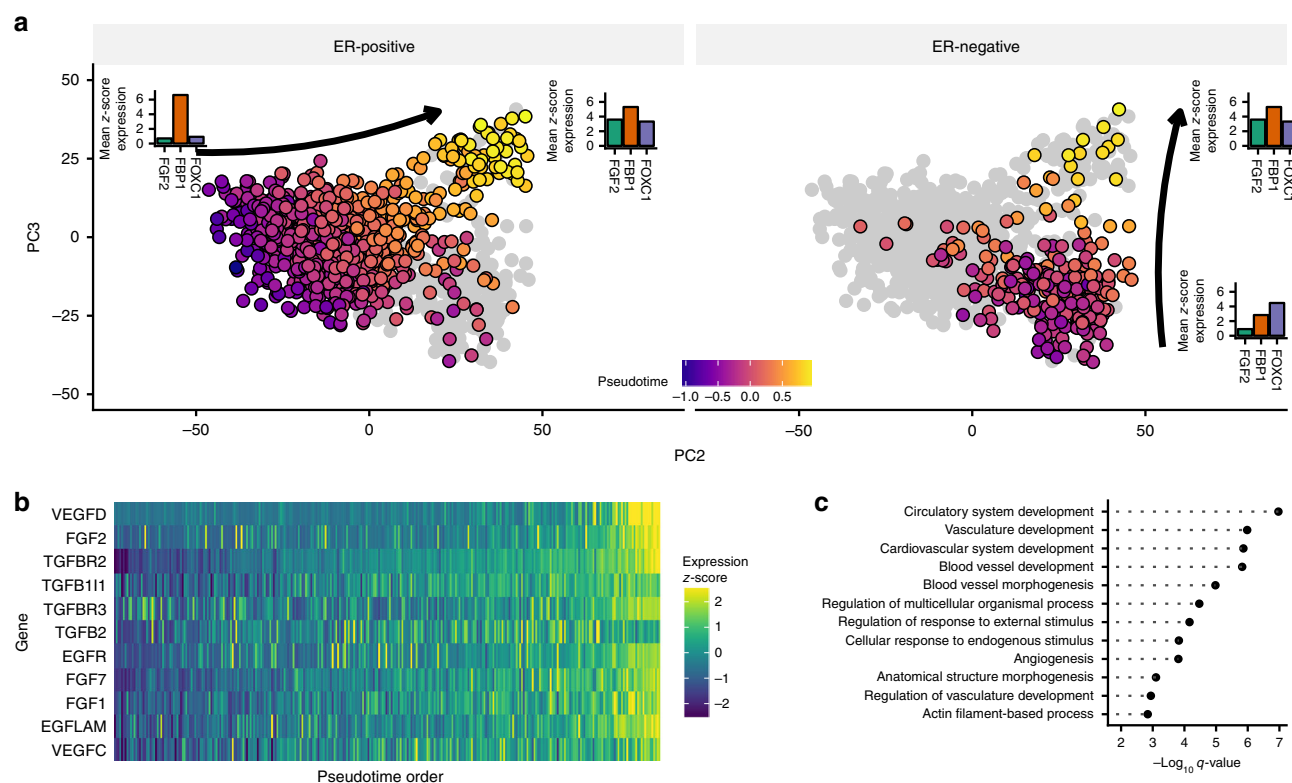 a
ER-positive
ER-negative
Mean z-score
expression
6
4
2
0
FGF2
FBP1
FOXC1
Mean z-score
expression
6
4
2
0
FGF2
FBP1
FOXC1
Mean z-score
expression
6
4
2
0
FGF2
FBP1
FOXC1
Mean z-score
expression
6
4
2
0
FGF2
FBP1
FOXC1
PC3
50
25
0
−25
−50
Pseudotime
−1.0 −0.5 0.0 0.5
−50 0 50
−50 0 50
PC2
b
Gene
VEGFD
FGF2
TGFBR2
TGFB1I1
TGFBR3
TGFB2
EGFR
FGF7
FGF1
EGFLAM
VEGFC
Pseudotime order
Expression
z-score
2
1
0
−1
−2
c
Circulatory system development
Vasculature development
Cardiovascular system development
Blood vessel development
Blood vessel morphogenesis
Regulation of multicellular organismal process
Regulation of response to external stimulus
Cellular response to endogenous stimulus
Angiogenesis
Anatomical structure morphogenesis
Regulation of vasculature development
Actin filament-based process
2 3 4 5 6 7
−Log10 q-value